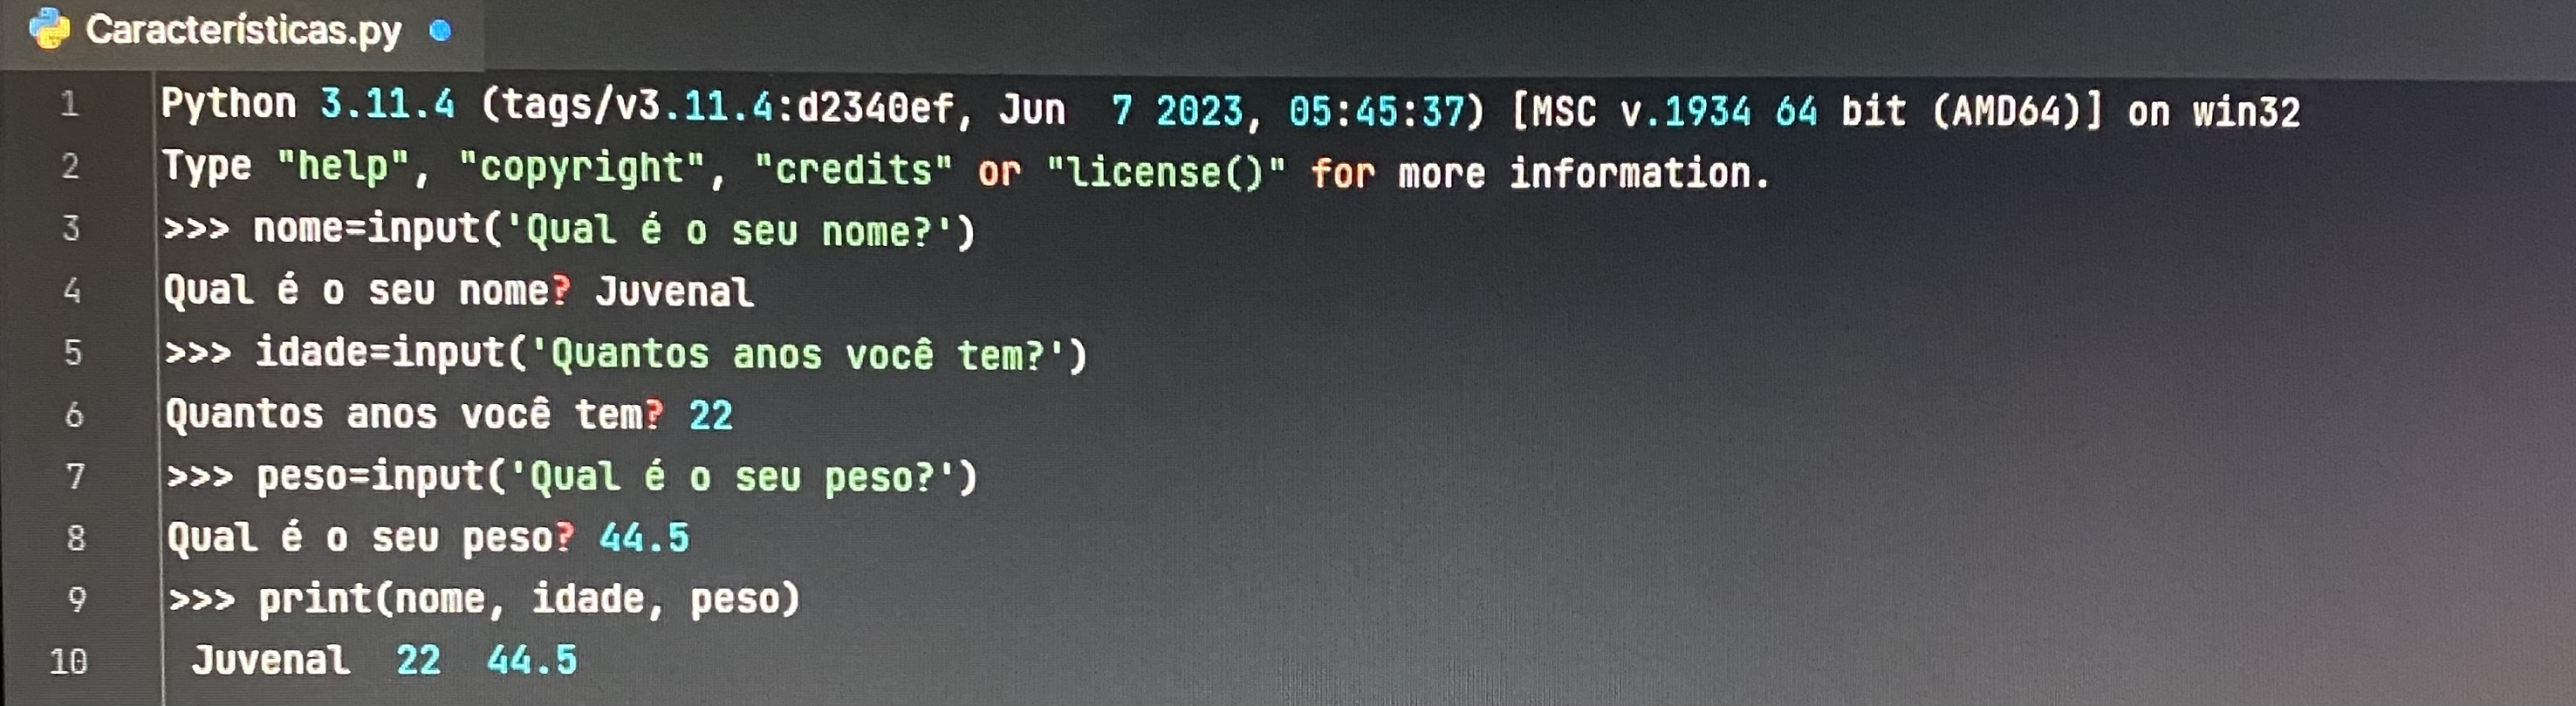 Características.py
1 Python 3.11.4 (tags/v3.11.4:d2340ef, Jun  7 2023, 05:45:37) [MSC v.1934 64 bit (AMD64)] on win32
2 Type "help", "copyright", "credits" or "license()" for more information.
3 >>> nome=input('Qual é o seu nome?')
4 Qual é o seu nome? Juvenal
5 >>> idade=input('Quantos anos você tem?')
6 Quantos anos você tem? 22
7 >>> peso=input('Qual é o seu peso?')
8 Qual é o seu peso? 44.5
9 >>> print(nome, idade, peso)
10  Juvenal  22  44.5